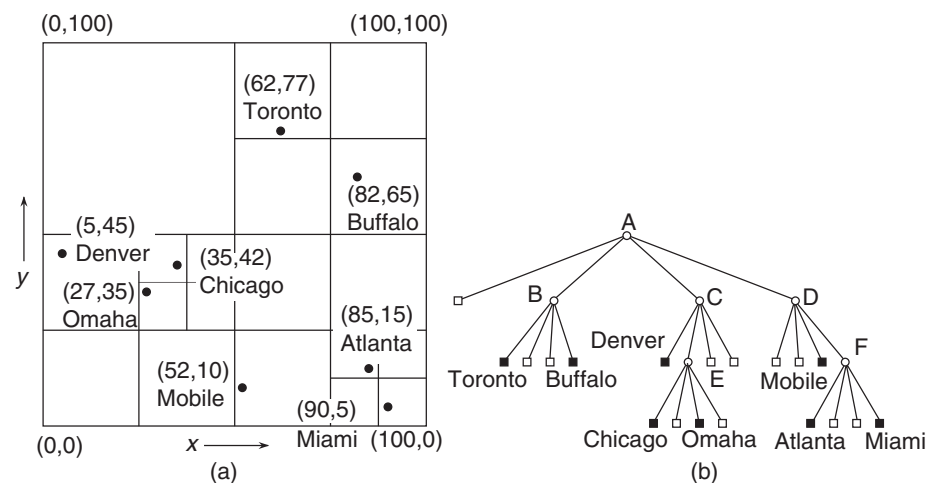 (0,100)
(100,100)
(62,77)
Toronto
(82,65)
Buffalo
(5,45)
Denver
(35,42)
Chicago
(27,35)
Omaha
(85,15)
Atlanta
(52,10)
Mobile
(90,5)
Miami
y
(0,0)
x
(100,0)
(a)
A
B
C
D
Denver
F
Toronto
Buffalo
E
Mobile
Chicago
Omaha
Atlanta
Miami
(b)